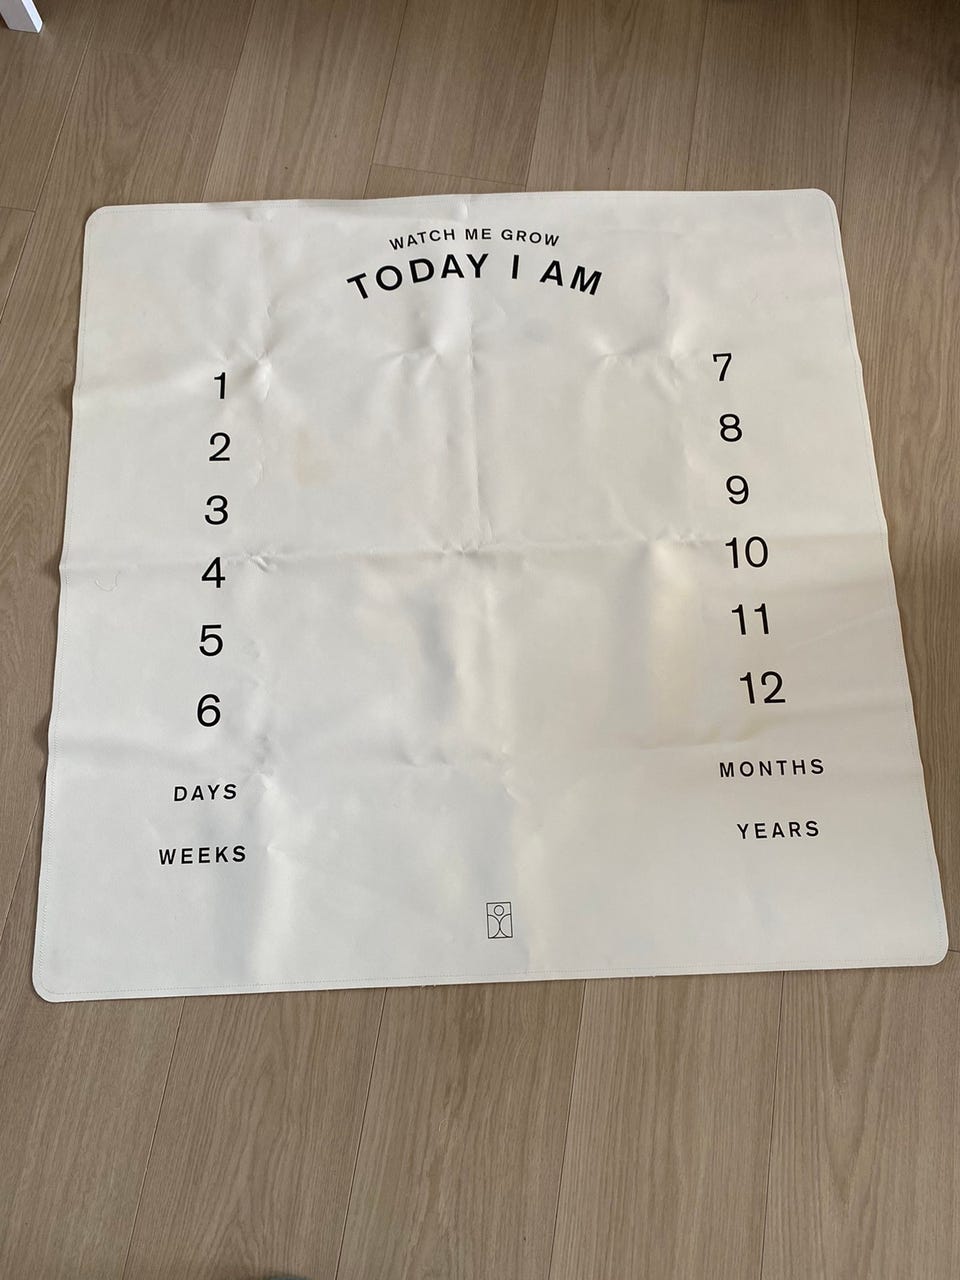 WATCH ME GROW
TODAY I AM
1
2
3
4
5
6
DAYS
WEEKS
7
8
9
10
11
12
MONTHS
YEARS